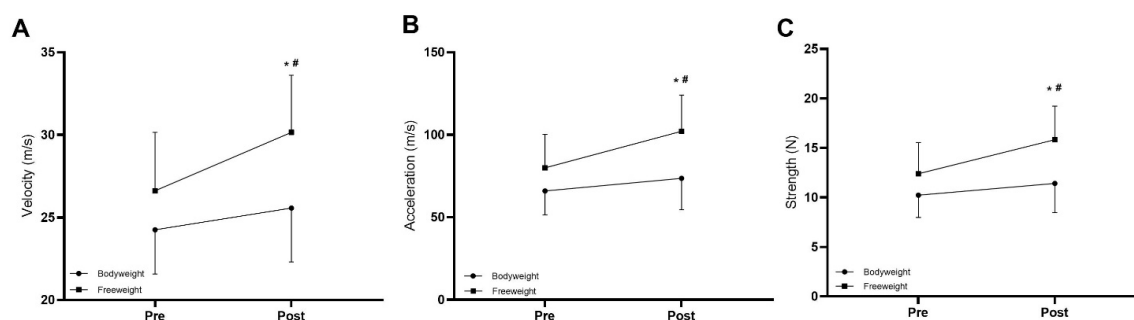 A
Velocity (m/s)
35
30
25
20
* #
Bodyweight
Freeweight
Pre
Post
B
Acceleration (m/s)
150
100
50
0
* #
Bodyweight
Freeweight
Pre
Post
C
Strength (N)
25
20
15
10
5
0
* #
Bodyweight
Freeweight
Pre
Post